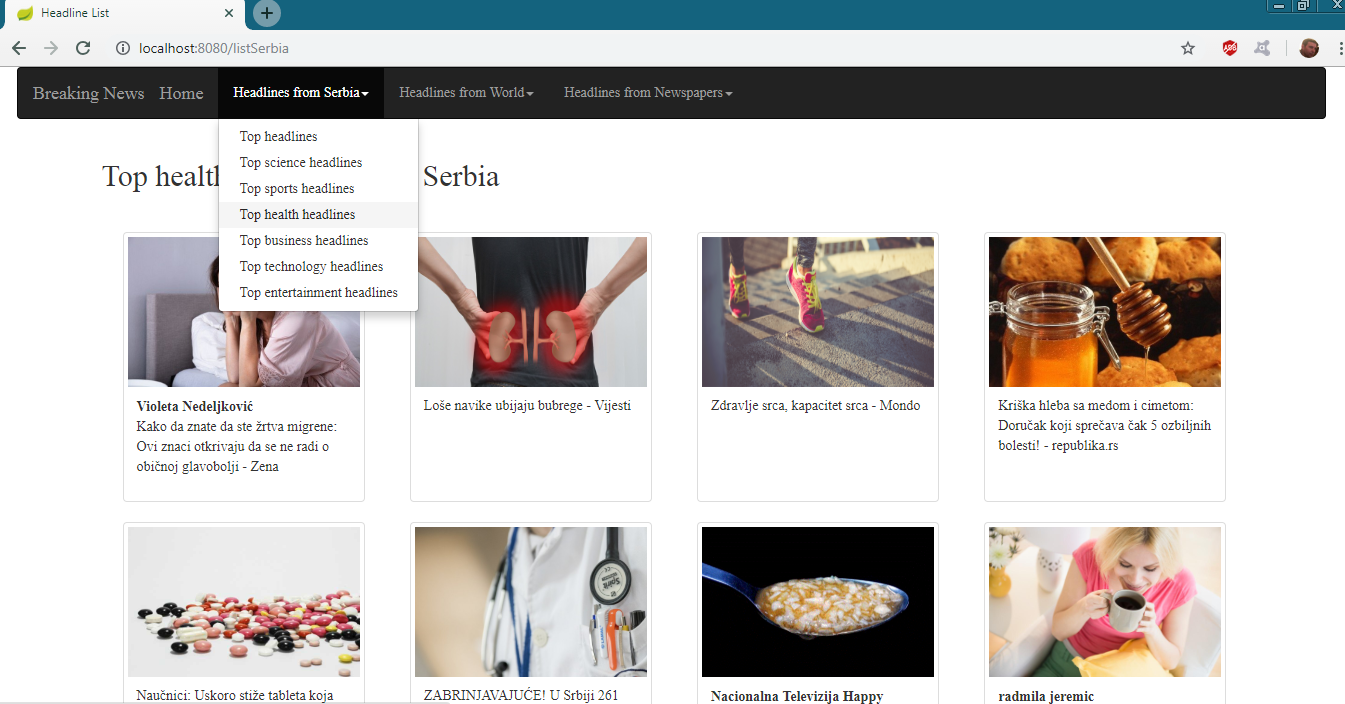 Headline List
localhost:8080/listSerbia
ABP
Breaking News Home Headlines from Serbia Headlines from World Headlines from Newspapers
Top headlines
Top science headlines
Top sports headlines
Top health headlines
Top business headlines
Top technology headlines
Top entertainment headlines
Top health Serbia
Violeta Nedeljković
Kako da znate da ste žrtva migrene:
Ovi znaci otkrivaju da se ne radi o
običnoj glavobolji - Zena
Loše navike ubijaju bubrege - Vijesti
Zdravlje srca, kapacitet srca - Mondo
Kriška hleba sa medom i cimetom:
Doručak koji sprečava čak 5 ozbiljnih
bolesti! - republika.rs
Naučnici: Uskoro stiže tableta koja
ZABRINJAVAJUĆE! U Srbiji 261
Nacionalna Televizija Happy
radmila jeremic